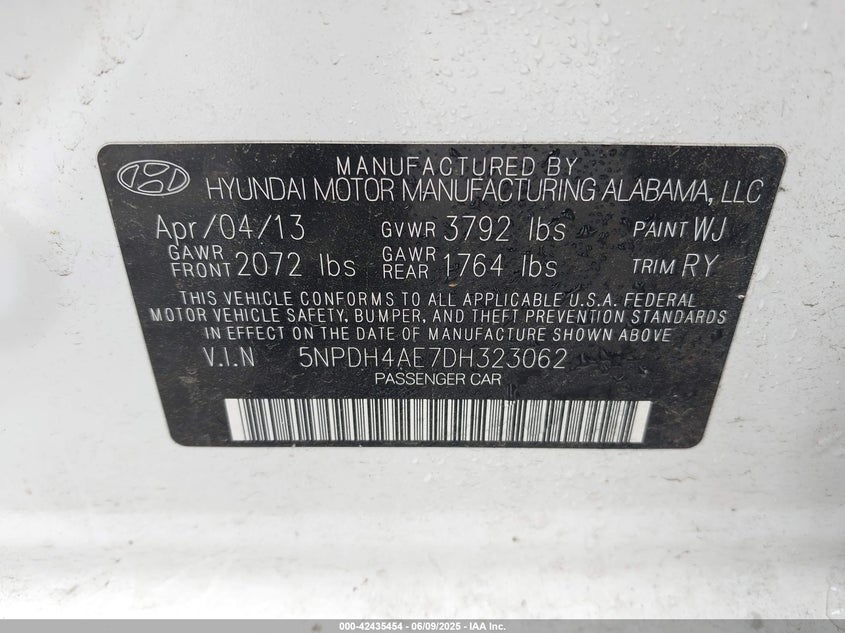 MANUFACTURED BY
HYUNDAI MOTOR MANUFACTURING ALABAMA, LLC
Apr/04/13 GVWR 3792 lbs PAINT WJ
GAWR FRONT 2072 lbs GAWR REAR 1764 lbs TRIM RY
THIS VEHICLE CONFORMS TO ALL APPLICABLE U.S.A. FEDERAL
MOTOR VEHICLE SAFETY, BUMPER, AND THEFT PREVENTION STANDARDS
IN EFFECT ON THE DATE OF MANUFACTURE SHOWN ABOVE
V.I.N 5NPDH4AE7DH323062
PASSENGER CAR
000-42435454 - 06/09/2025 - IAA Inc.